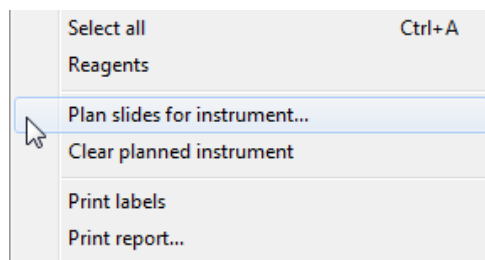 Select all Ctrl+A
Reagents
Plan slides for instrument...
Clear planned instrument
Print labels
Print report...